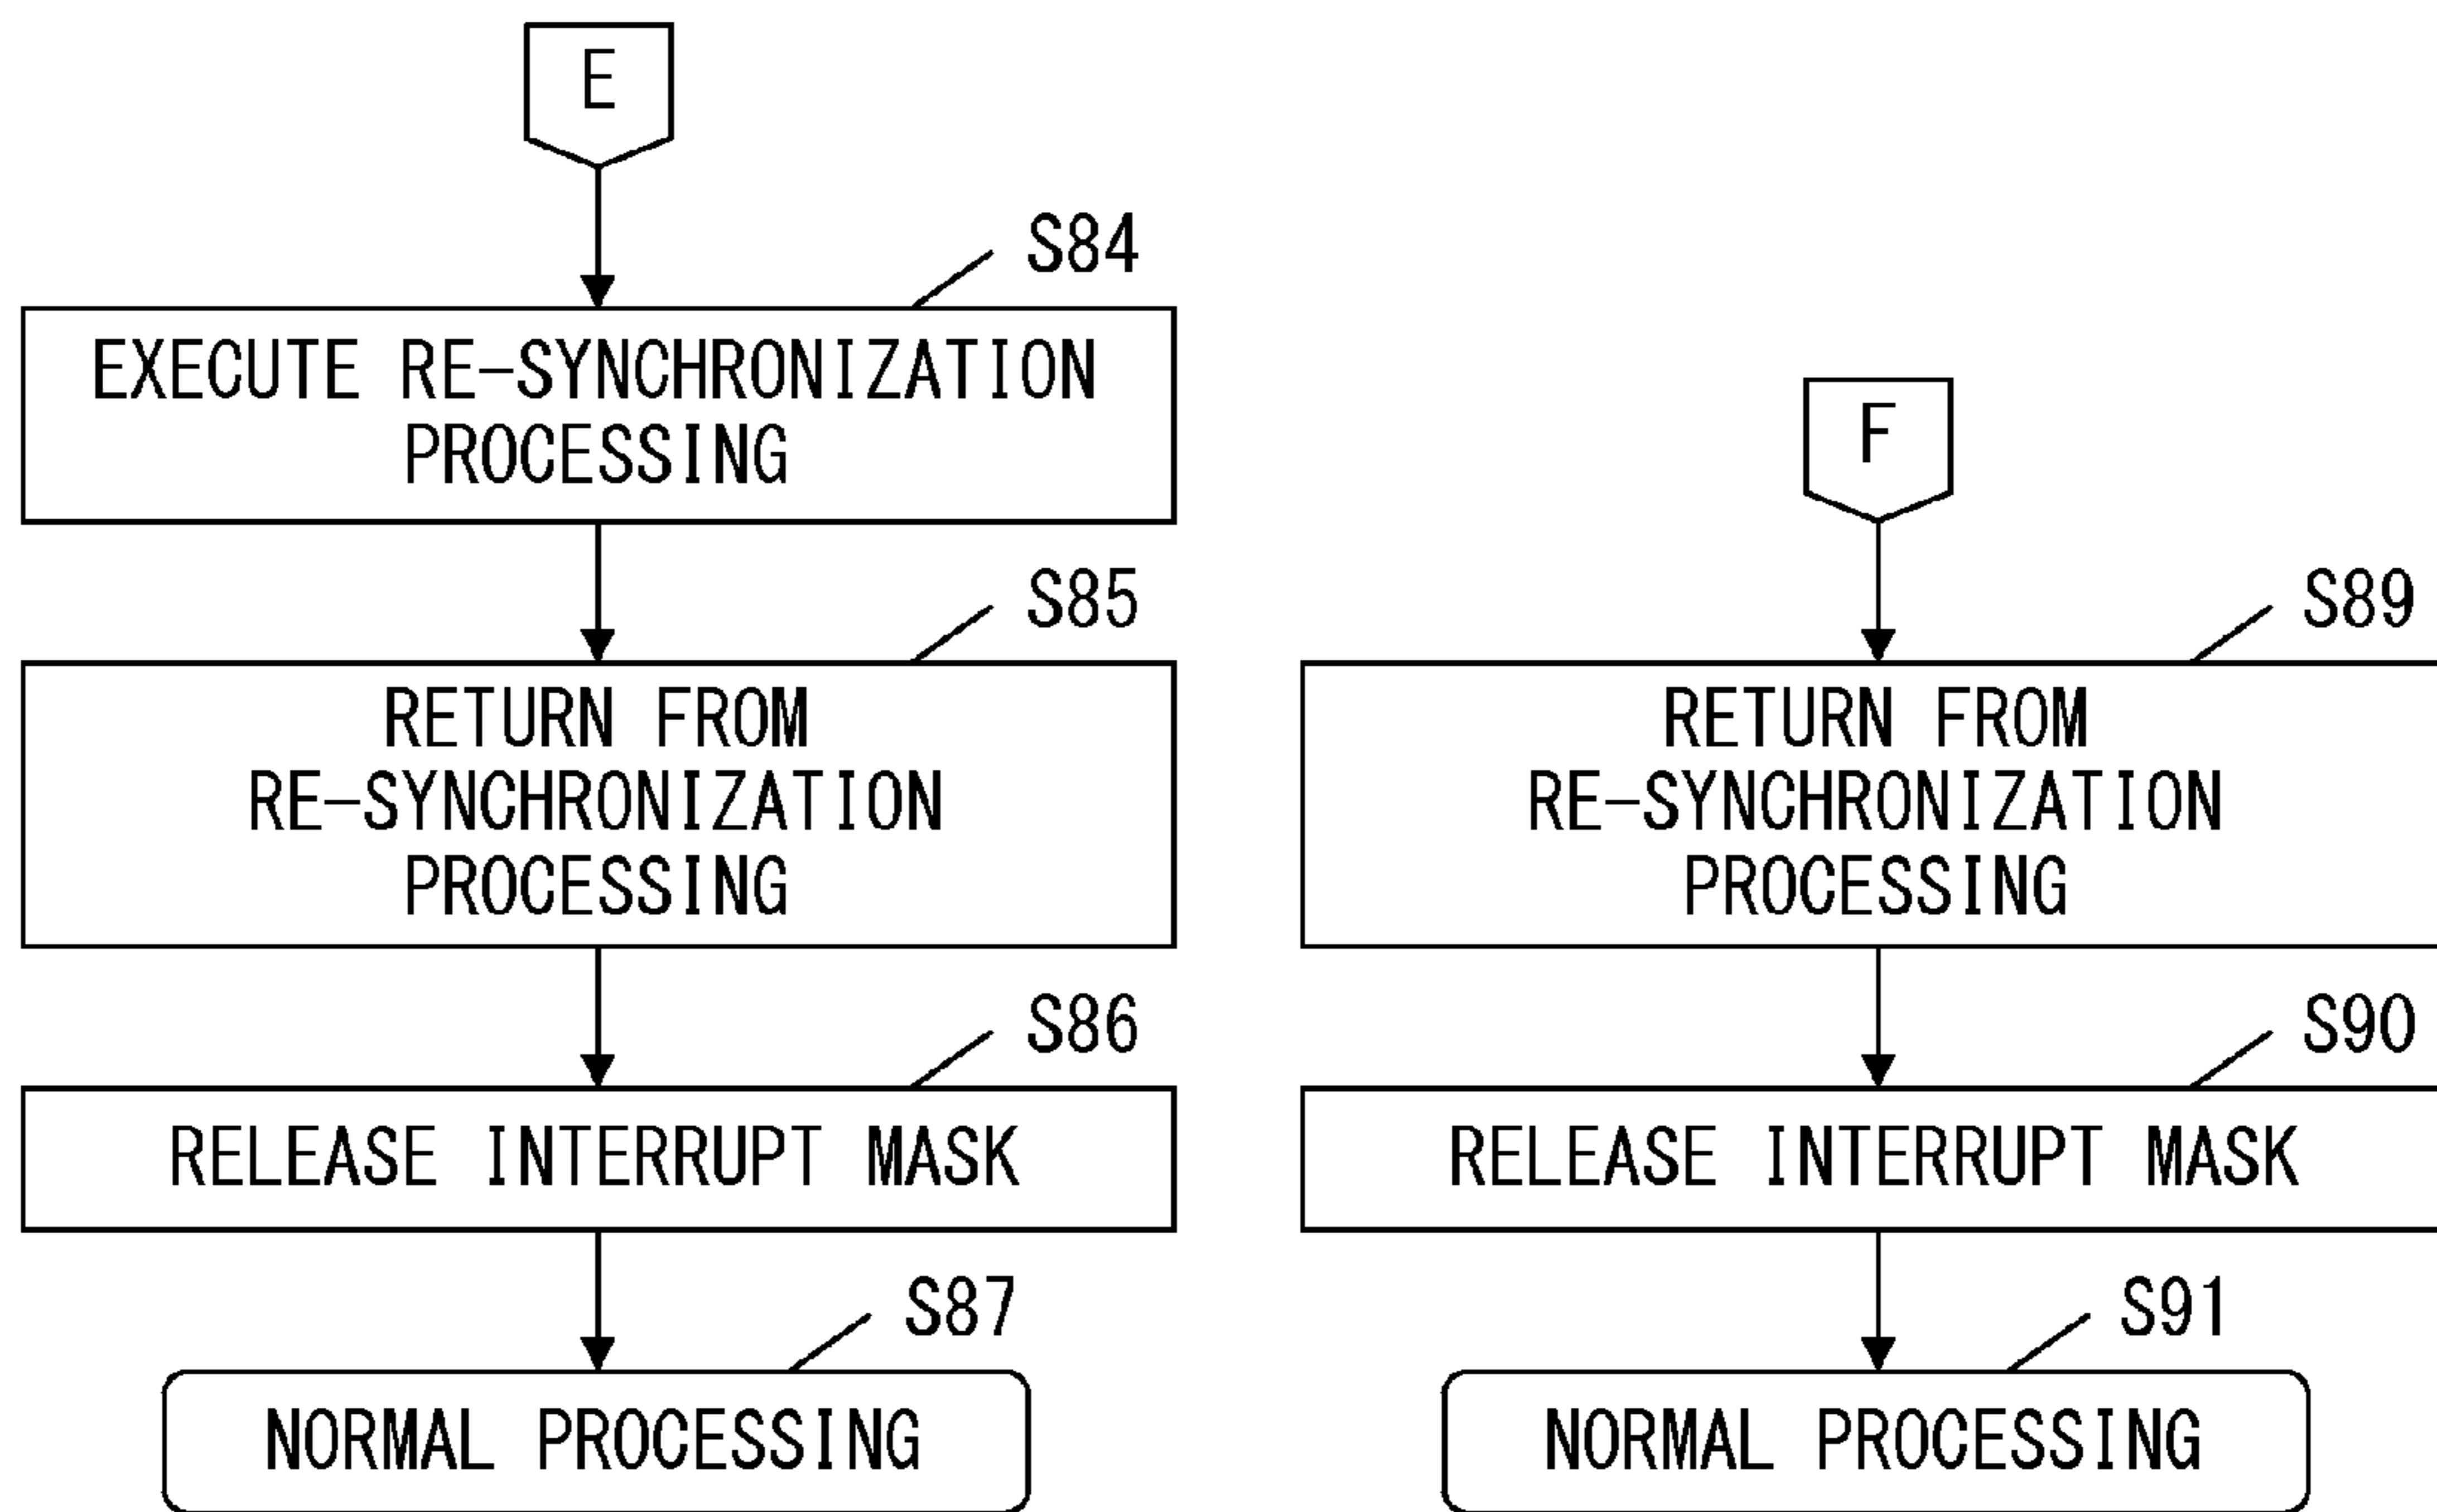 E
S84
EXECUTE RE-SYNCHRONIZATION
PROCESSING
S85
RETURN FROM
RE-SYNCHRONIZATION
PROCESSING
S86
RELEASE INTERRUPT MASK
S87
NORMAL PROCESSING
F
S89
RETURN FROM
RE-SYNCHRONIZATION
PROCESSING
S90
RELEASE INTERRUPT MASK
S91
NORMAL PROCESSING